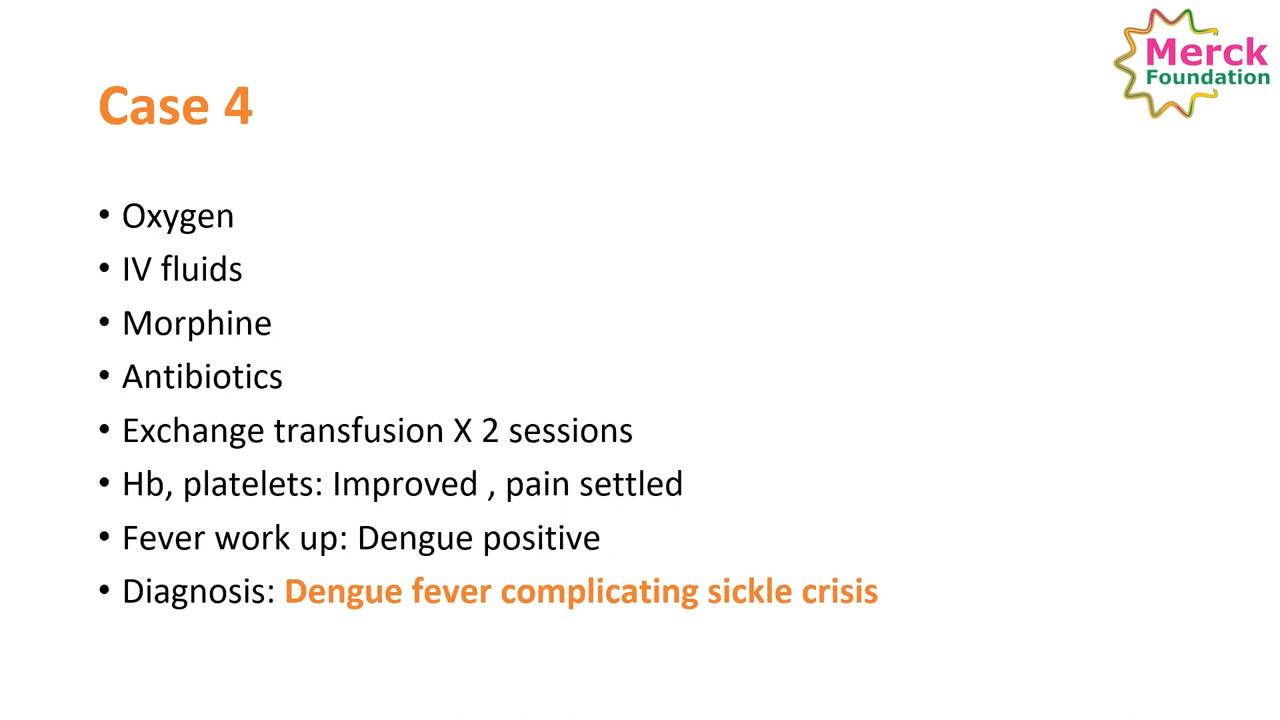 Merck
Foundation
Case 4
• Oxygen
• IV fluids
• Morphine
• Antibiotics
• Exchange transfusion X 2 sessions
• Hb, platelets: Improved , pain settled
• Fever work up: Dengue positive
• Diagnosis: Dengue fever complicating sickle crisis